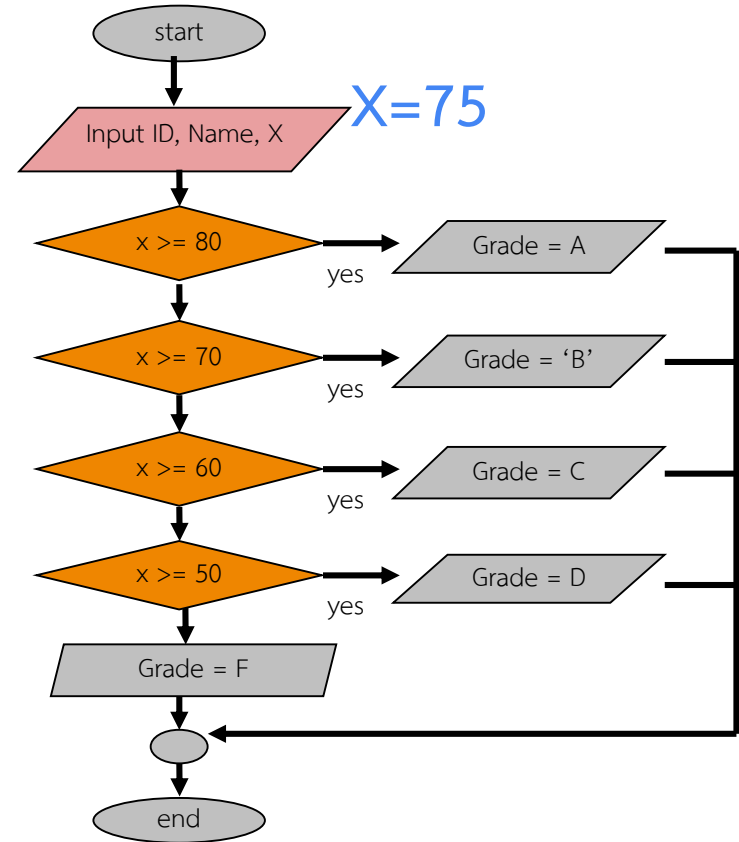 start
Input ID, Name, X
X=75
x >= 80
yes
Grade = A
x >= 70
yes
Grade = ‘B’
x >= 60
yes
Grade = C
x >= 50
yes
Grade = D
Grade = F
end